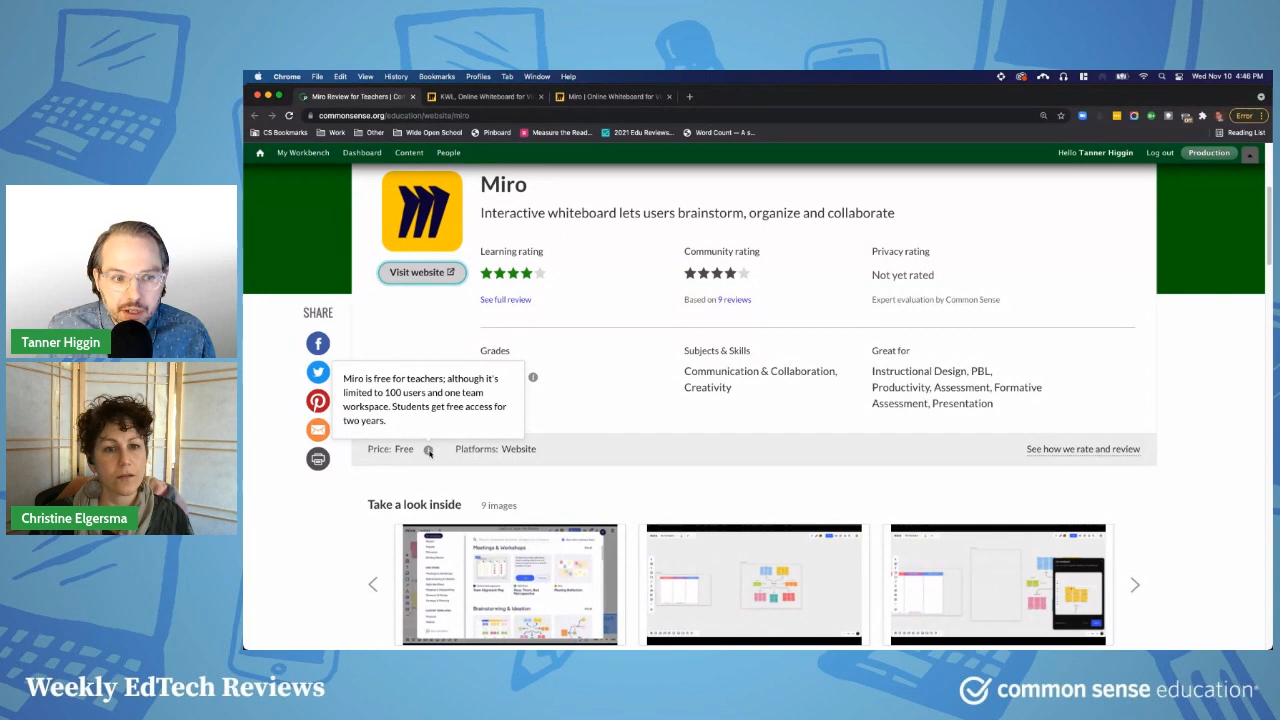 Chrome File Edit View History Bookmarks Profiles Tab Window Help
Wed Nov 10 4:46 PM
Miro Review for Teachers | Co
KWL, Online Whiteboard for Vi
Miro | Online Whiteboard for Vi
commonsense.org/education/website/miro
Error
CS Bookmarks Work Other Wide Open School Pinboard Measure the Read... 2021 Edu Reviews... Word Count — A s...
Reading List
My Workbench Dashboard Content People
Hello Tanner Higgin Log out Production
Miro
Interactive whiteboard lets users brainstorm, organize and collaborate
Visit website
Learning rating
See full review
Community rating
Based on 9 reviews
Privacy rating
Not yet rated
Expert evaluation by Common Sense
SHARE
Grades
Subjects & Skills
Communication & Collaboration,
Creativity
Great for
Instructional Design, PBL,
Productivity, Assessment, Formative
Assessment, Presentation
Miro is free for teachers; although it's
limited to 100 users and one team
workspace. Students get free access for
two years.
Price: Free
Platforms: Website
See how we rate and review
Take a look inside 9 images
Meetings & Workshops
Brainstorming & Ideation
Tanner Higgin
Christine Elgersma
Weekly EdTech Reviews
common sense education